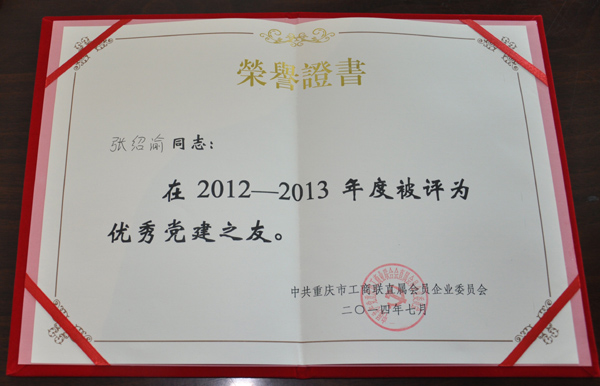 榮譽證書
张绍渝同志：
在 2012—2013 年度被评为
优秀党建之友。
中共重庆市工商联直属会员企业委员会
二〇一四年七月